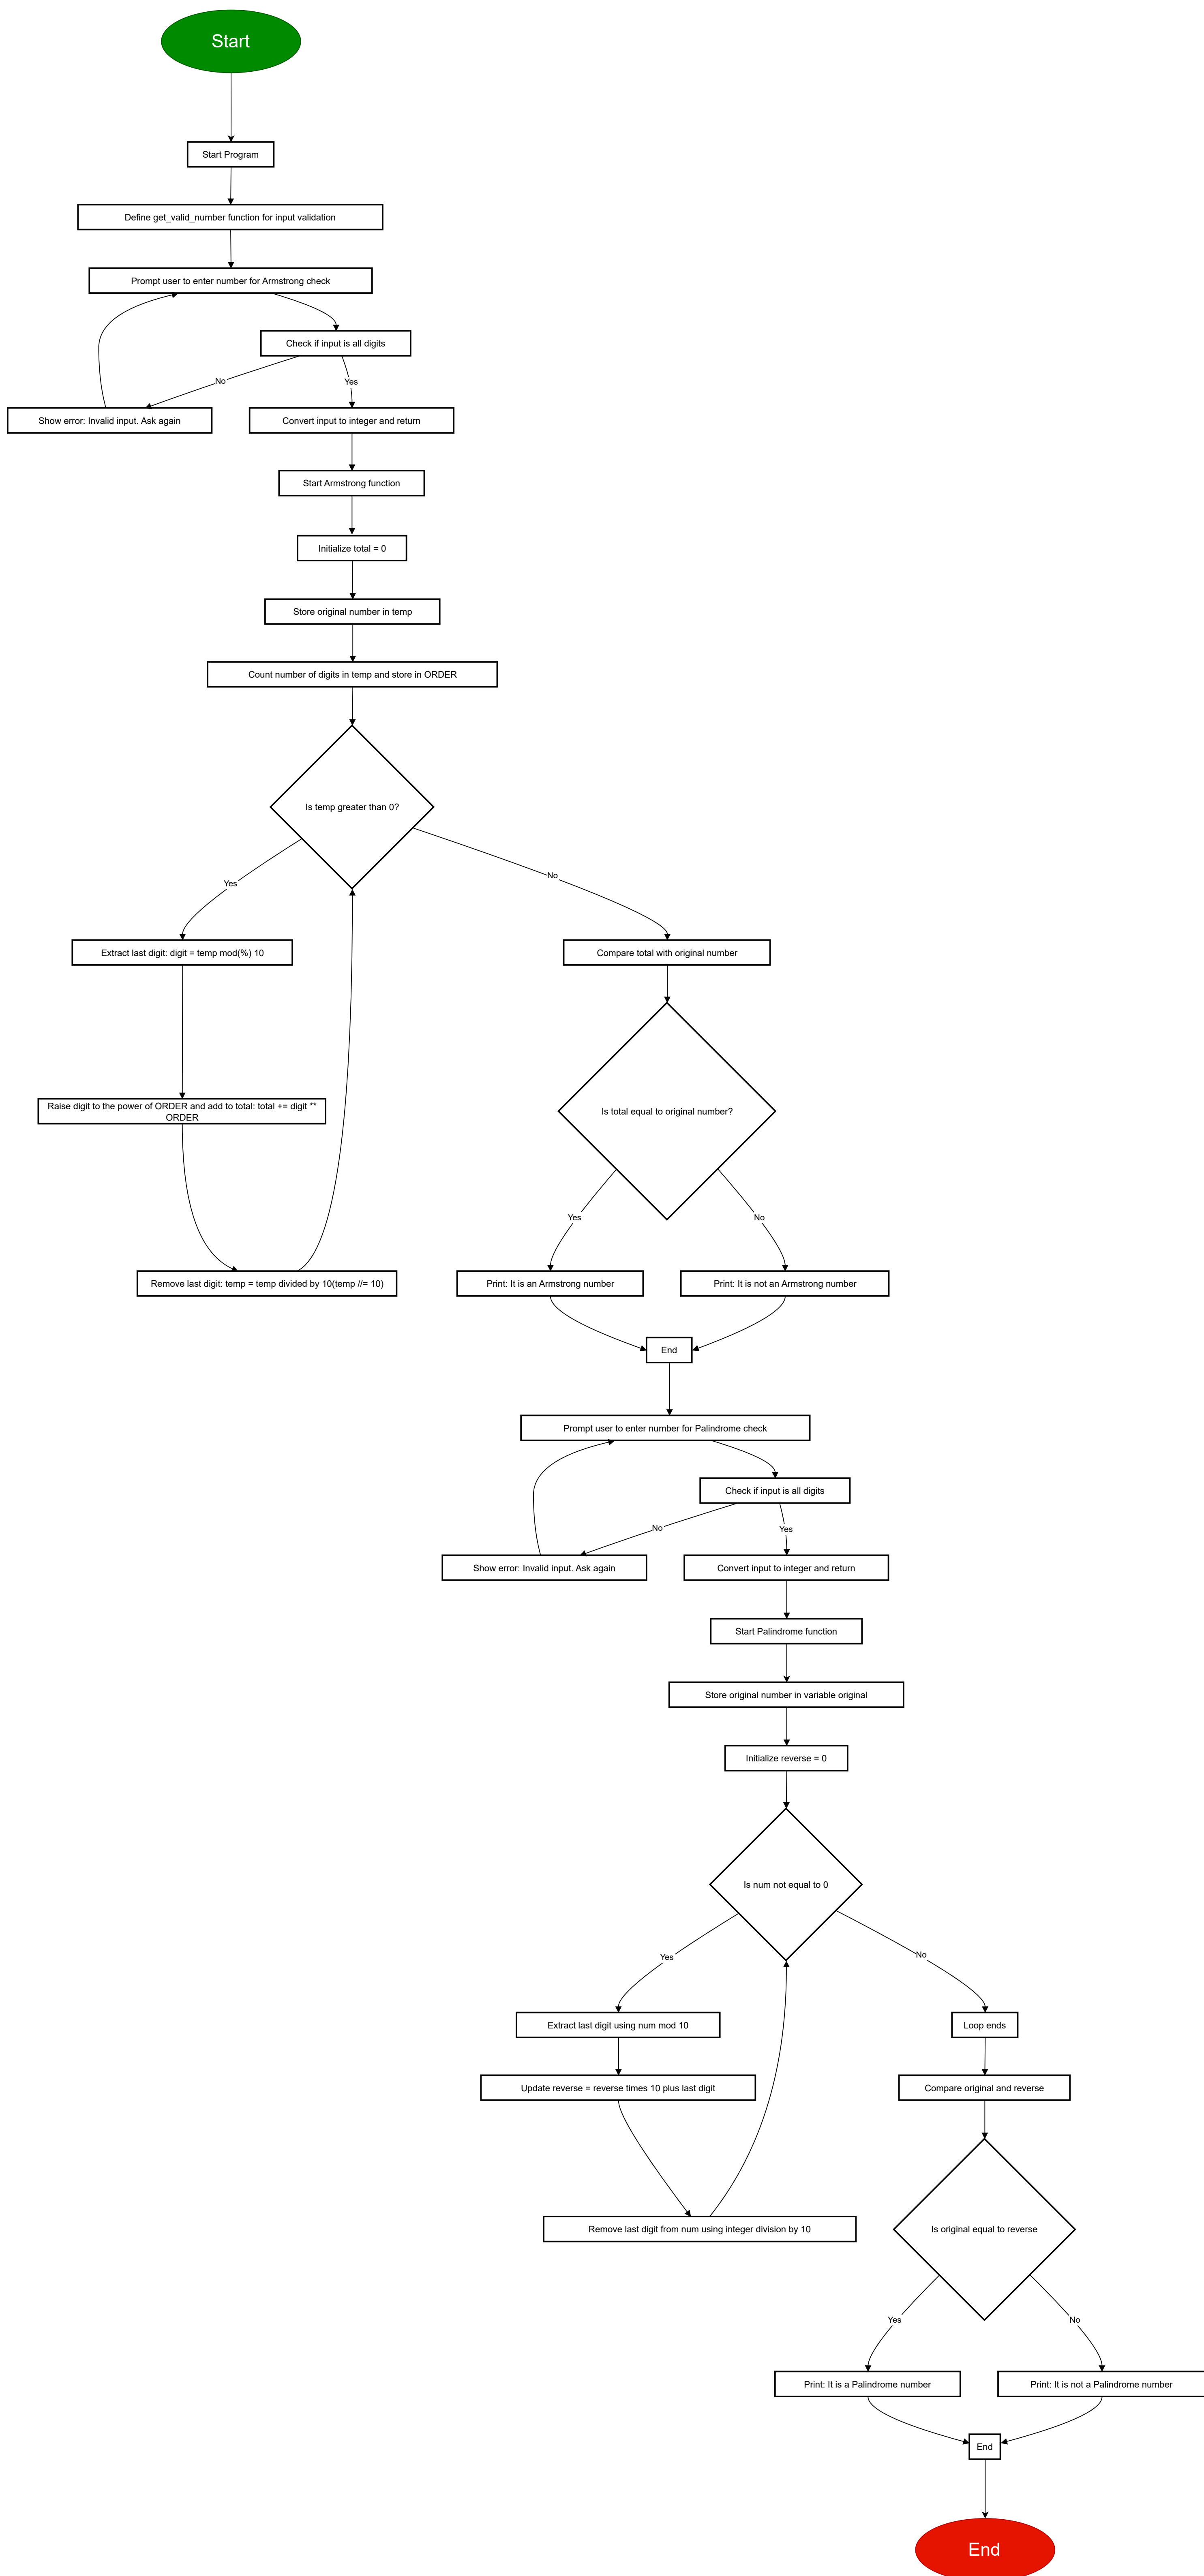 Start
Start Program
Define get_valid_number function for input validation
Prompt user to enter number for Armstrong check
Check if input is all digits
No
Yes
Show error: Invalid input. Ask again
Convert input to integer and return
Start Armstrong function
Initialize total = 0
Store original number in temp
Count number of digits in temp and store in ORDER
Is temp greater than 0?
Yes
No
Extract last digit: digit = temp mod(%) 10
Compare total with original number
Raise digit to the power of ORDER and add to total: total += digit **
ORDER
Is total equal to original number?
Yes
No
Remove last digit: temp = temp divided by 10(temp //= 10)
Print: It is an Armstrong number
Print: It is not an Armstrong number
End
Prompt user to enter number for Palindrome check
Check if input is all digits
No
Yes
Show error: Invalid input. Ask again
Convert input to integer and return
Start Palindrome function
Store original number in variable original
Initialize reverse = 0
Is num not equal to 0
Yes
No
Extract last digit using num mod 10
Loop ends
Update reverse = reverse times 10 plus last digit
Compare original and reverse
Remove last digit from num using integer division by 10
Is original equal to reverse
Yes
No
Print: It is a Palindrome number
Print: It is not a Palindrome number
End
End